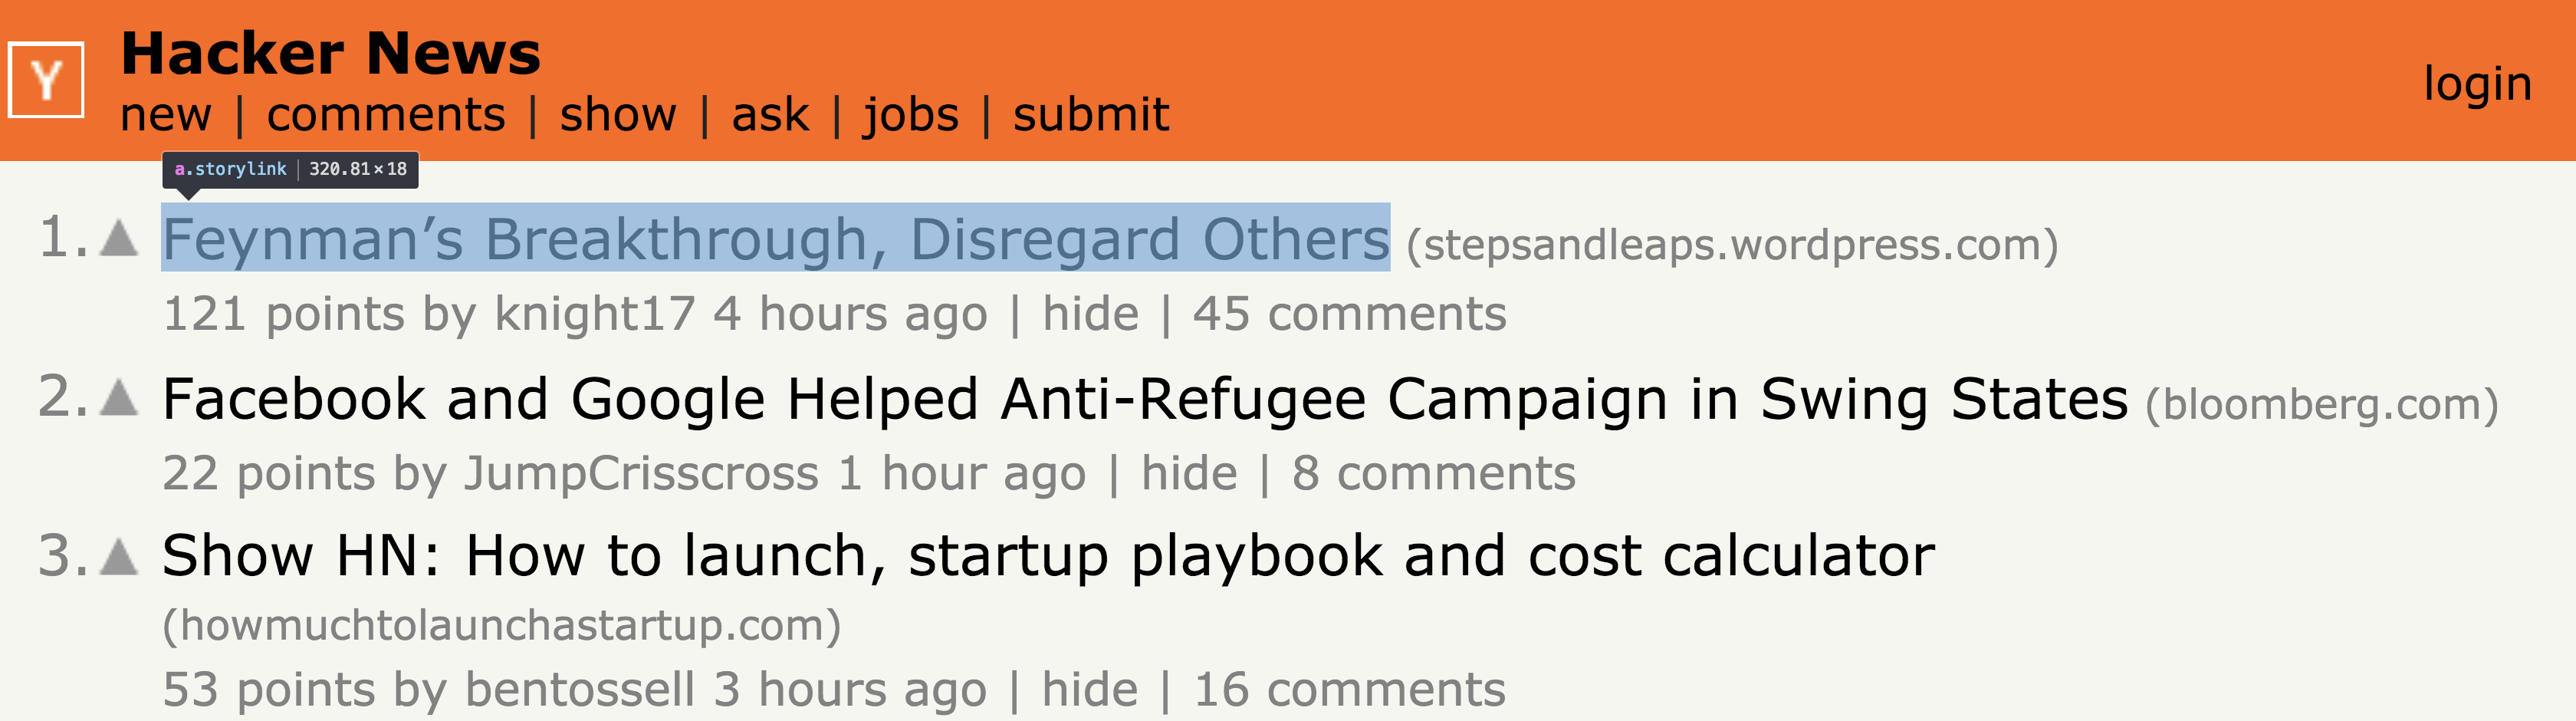 Y
Hacker News
new | comments | show | ask | jobs | submit
login
a.storylink | 320.81×18
1. Feynman’s Breakthrough, Disregard Others (stepsandleaps.wordpress.com)
121 points by knight17 4 hours ago | hide | 45 comments
2. Facebook and Google Helped Anti-Refugee Campaign in Swing States (bloomberg.com)
22 points by JumpCrisscross 1 hour ago | hide | 8 comments
3. Show HN: How to launch, startup playbook and cost calculator
(howmuchtolaunchastartup.com)
53 points by bentossell 3 hours ago | hide | 16 comments